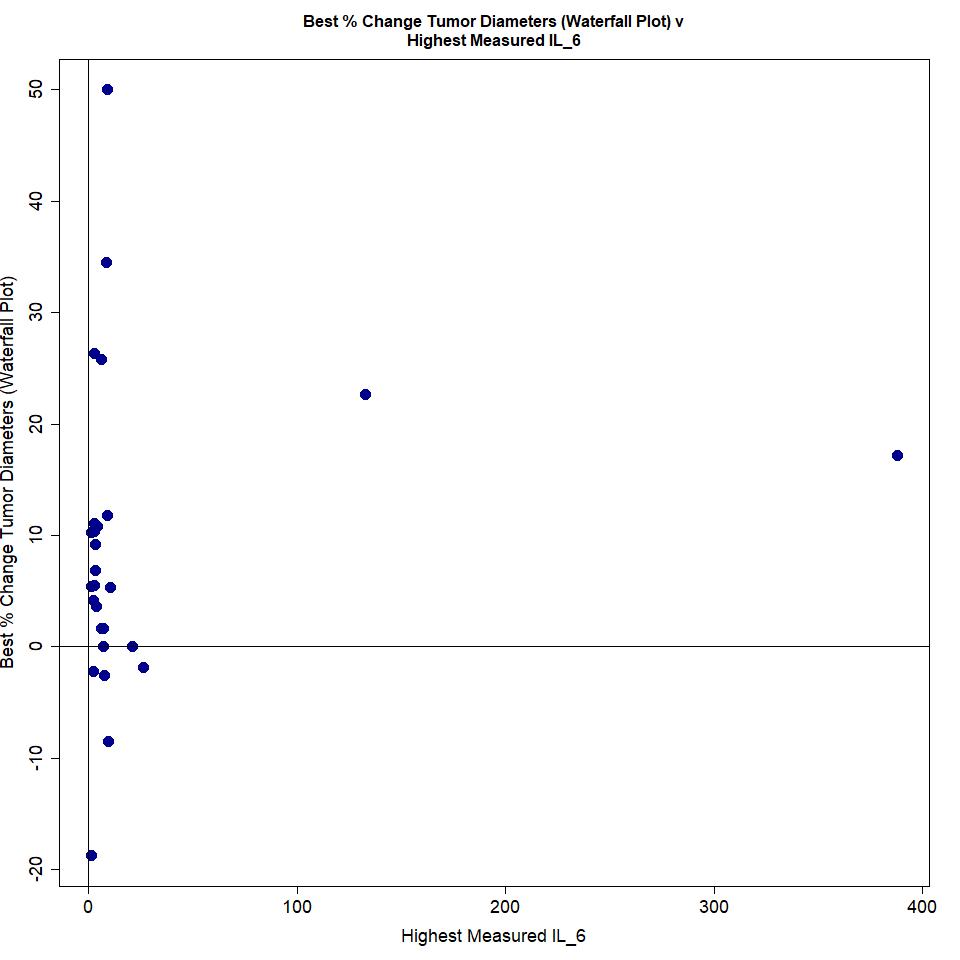 Best % Change Tumor Diameters (Waterfall Plot) v
Highest Measured IL_6
Best % Change Tumor Diameters (Waterfall Plot)
50
40
30
20
10
0
-10
-20
0 100 200 300 400
Highest Measured IL_6